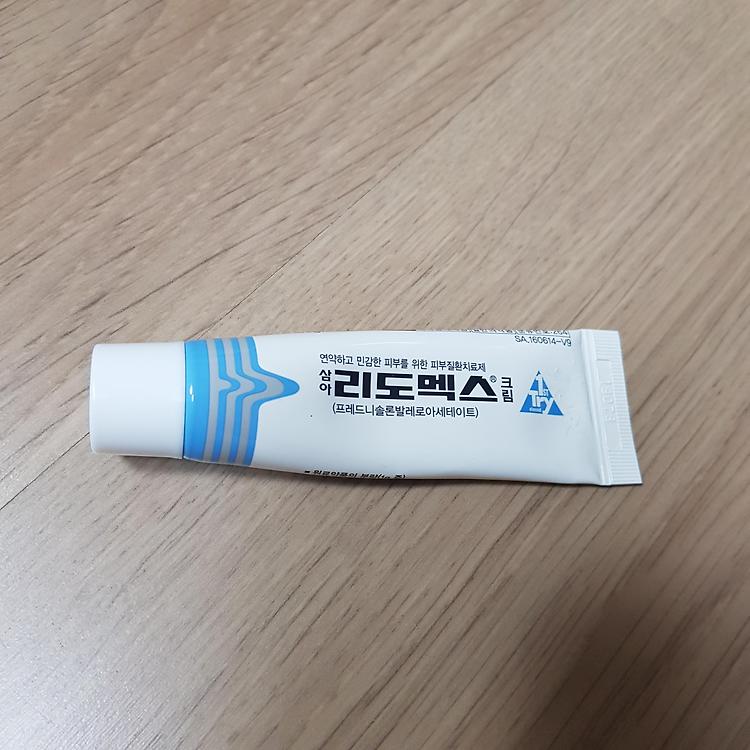 SA.160614-V9
연약하고 민감한 피부를 위한 피부질환치료제
삼아 리도멕스® 크림
(프레드니솔론발레로아세테이트)
1st
Try